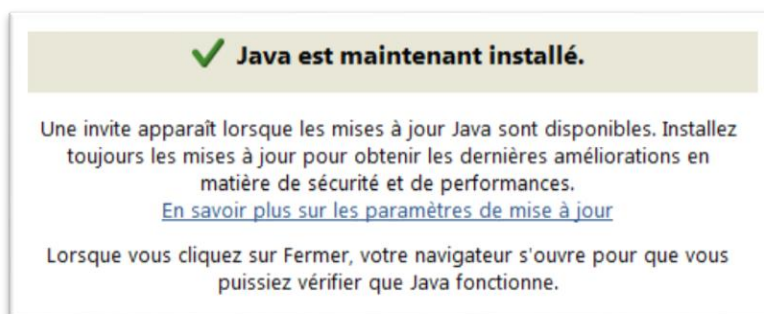 Java est maintenant installé.
Une invite apparaît lorsque les mises à jour Java sont disponibles. Installez
toujours les mises à jour pour obtenir les dernières améliorations en
matière de sécurité et de performances.
En savoir plus sur les paramètres de mise à jour
Lorsque vous cliquez sur Fermer, votre navigateur s'ouvre pour que vous
puissiez vérifier que Java fonctionne.